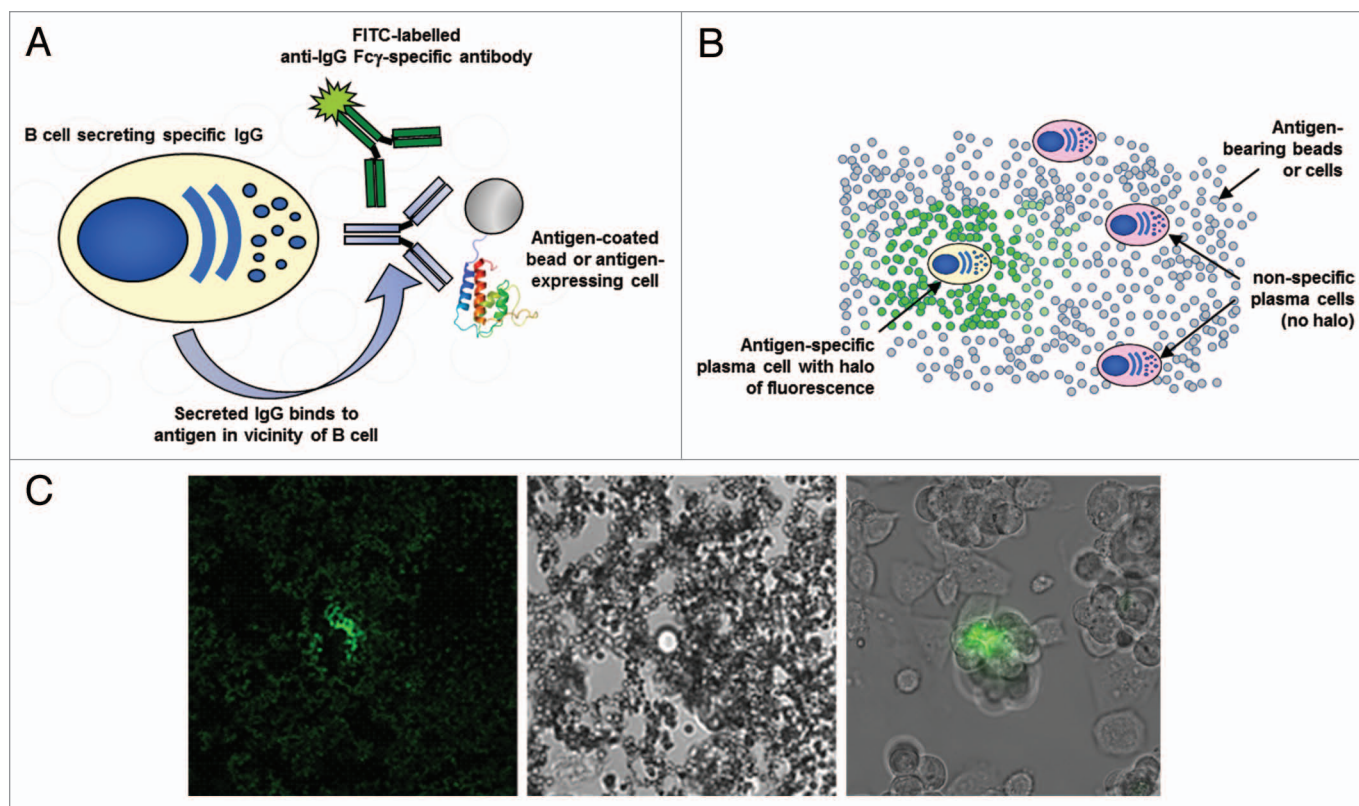 A
FITC-labelled
anti-IgG Fcγ-specific antibody
B cell secreting specific IgG
Antigen-coated
bead or antigen-
expressing cell
Secreted IgG binds to
antigen in vicinity of B cell
B
Antigen-
bearing beads
or cells
non-specific
plasma cells
(no halo)
Antigen-specific
plasma cell with halo
of fluorescence
C